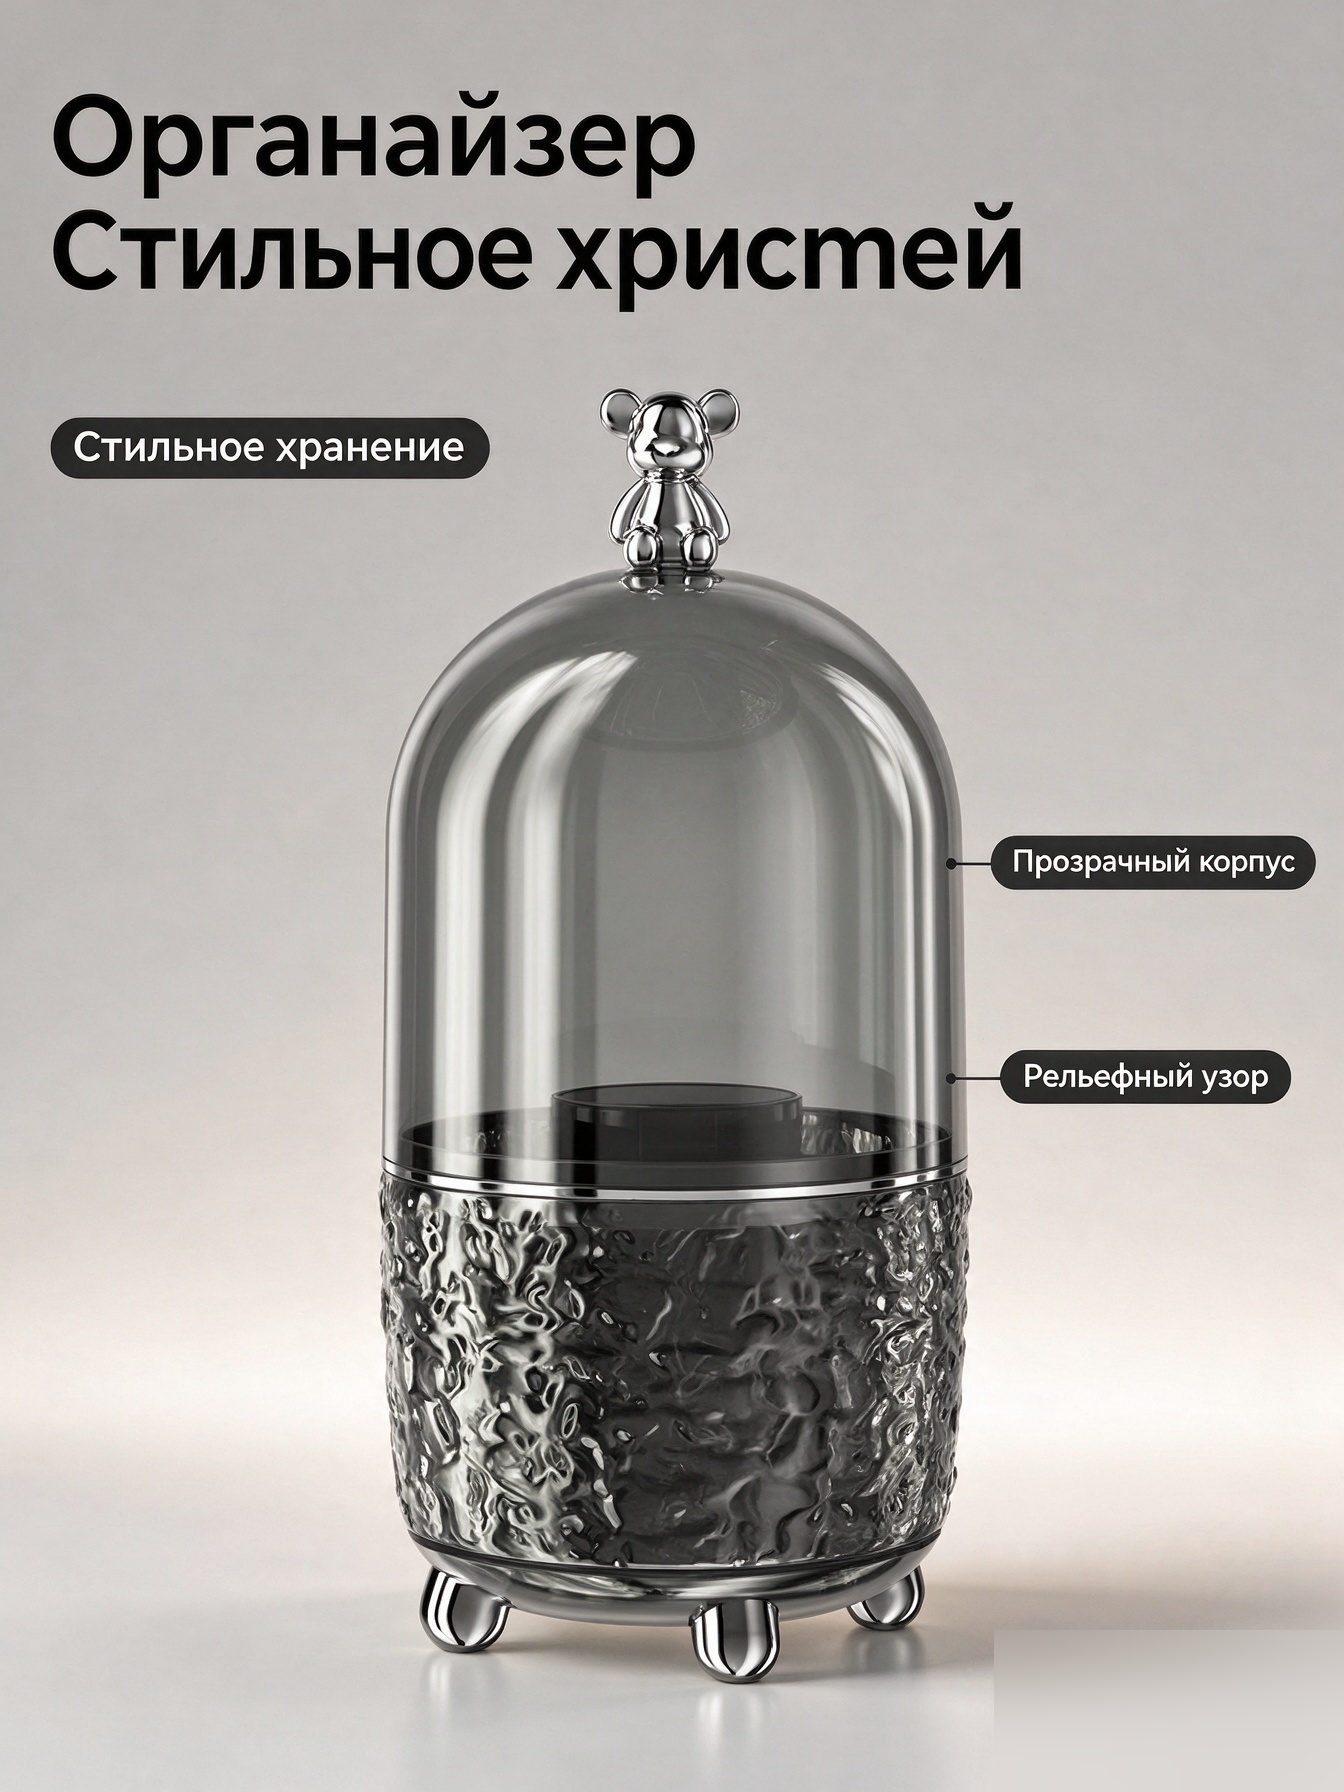 Органайзер
Стильное христей
Стильное хранение
Прозрачный корпус
Рельефный узор